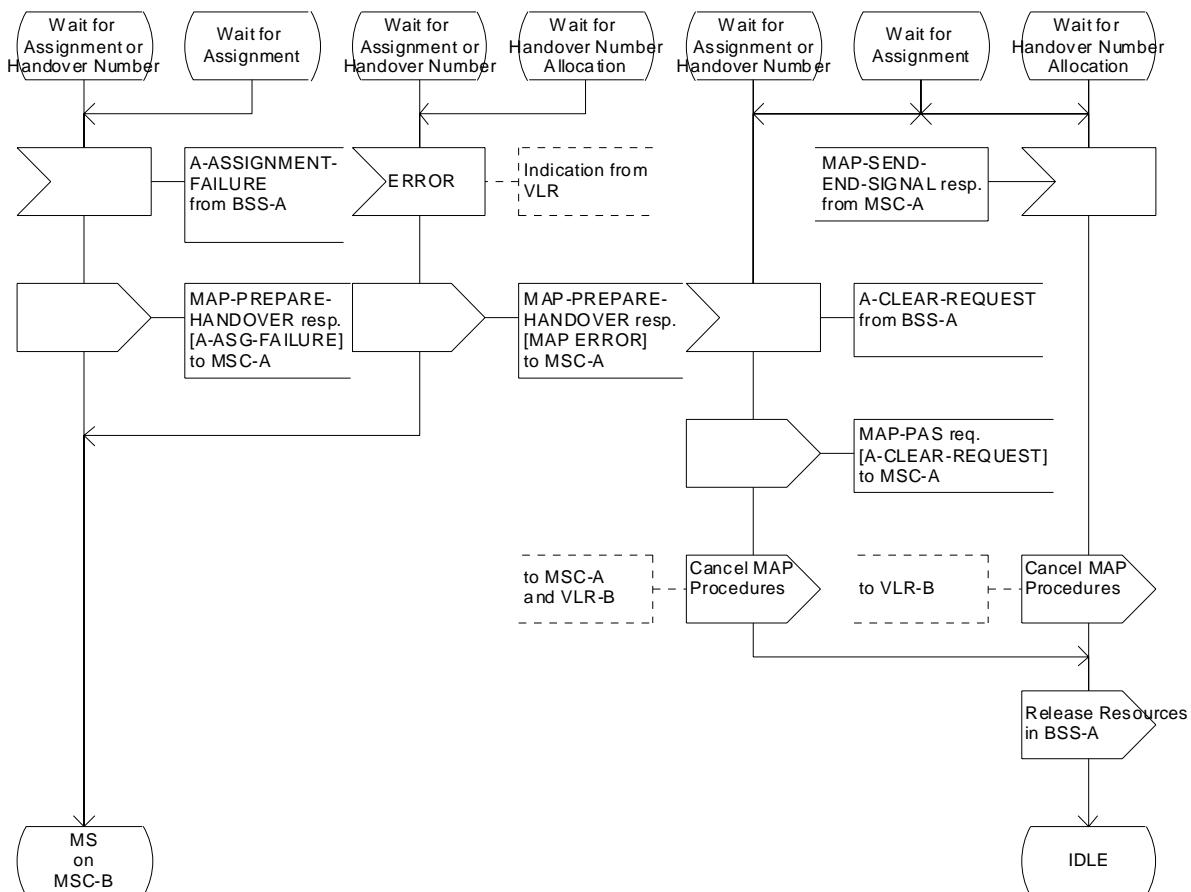 Wait for
Assignment or
Handover Number
Wait for
Assignment
Wait for
Assignment or
Handover Number
Wait for
Handover Number
Allocation
Wait for
Assignment or
Handover Number
Wait for
Assignment
Wait for
Handover Number
Allocation
A-ASSIGNMENT-
FAILURE
from BSS-A
ERROR
Indication from
VLR
MAP-SEND-
END-SIGNAL resp.
from MSC-A
MAP-PREPARE-
HANDOVER resp.
[A-ASG-FAILURE]
to MSC-A
MAP-PREPARE-
HANDOVER resp.
[MAP ERROR]
to MSC-A
A-CLEAR-REQUEST
from BSS-A
MAP-PAS req.
[A-CLEAR-REQUEST]
to MSC-A
to MSC-A
and VLR-B
Cancel MAP
Procedures
to VLR-B
Cancel MAP
Procedures
Release Resources
in BSS-A
MS
on
MSC-B
IDLE